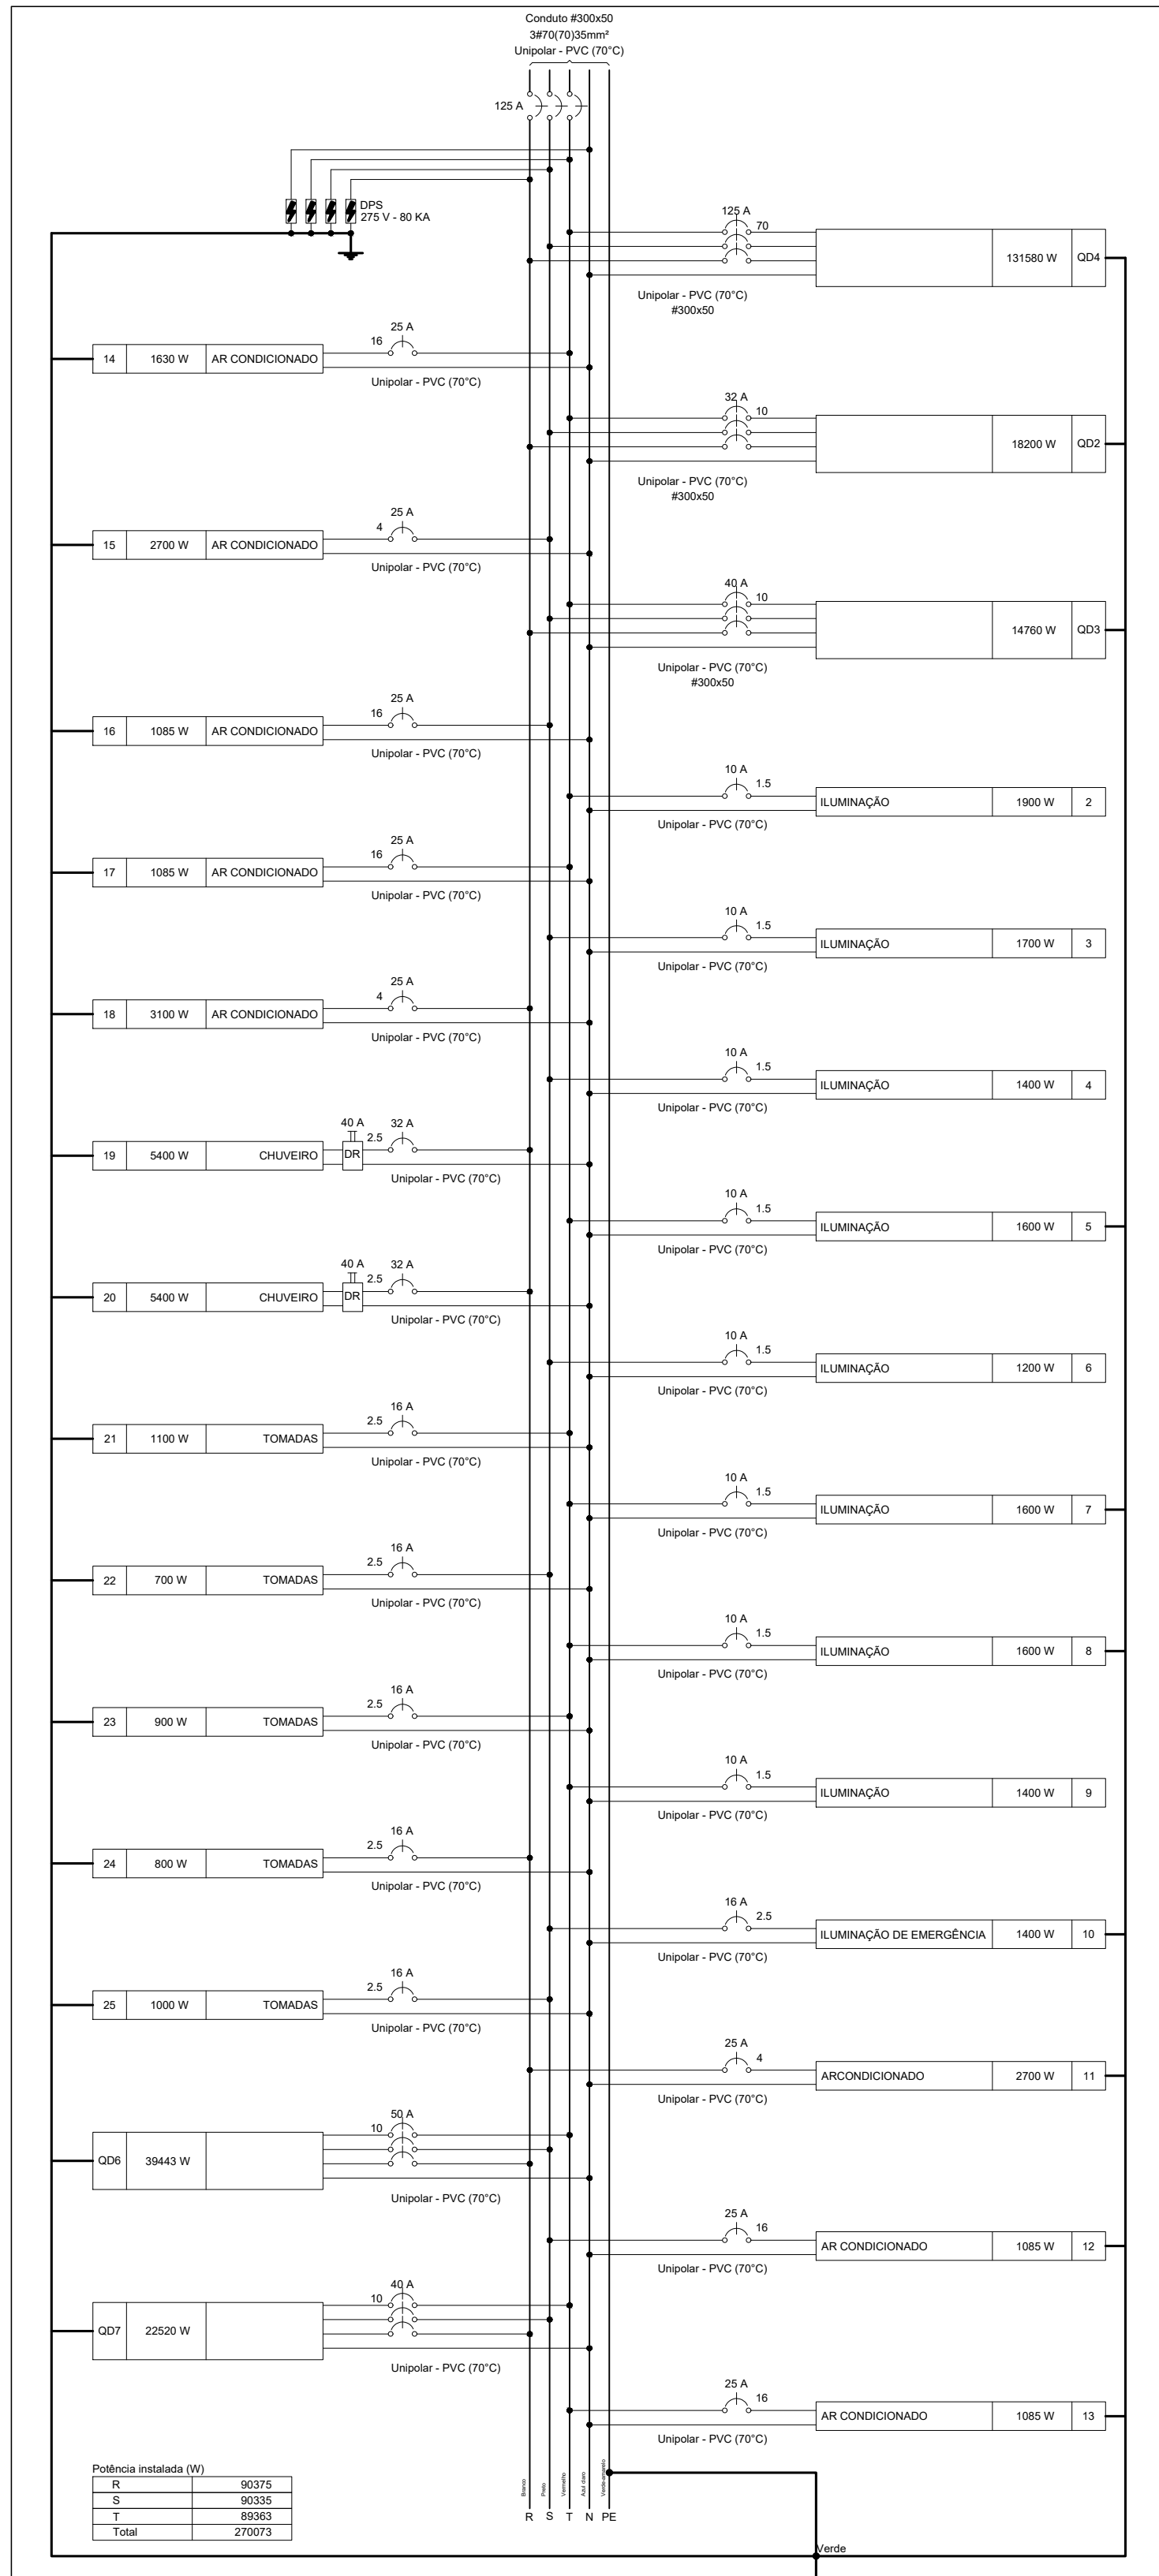 Conduto #300x50
3#70(70)35mm²
Unipolar - PVC (70°C)
125 A
DPS
275 V - 80 KA
125 A
70
131580 W QD4
Unipolar - PVC (70°C)
#300x50
25 A
16
14 1630 W AR CONDICIONADO
Unipolar - PVC (70°C)
32 A
10
18200 W QD2
Unipolar - PVC (70°C)
#300x50
25 A
4
15 2700 W AR CONDICIONADO
Unipolar - PVC (70°C)
40 A
10
14760 W QD3
Unipolar - PVC (70°C)
#300x50
25 A
16
16 1085 W AR CONDICIONADO
Unipolar - PVC (70°C)
10 A
1.5
ILUMINAÇÃO 1900 W 2
Unipolar - PVC (70°C)
25 A
16
17 1085 W AR CONDICIONADO
Unipolar - PVC (70°C)
10 A
1.5
ILUMINAÇÃO 1700 W 3
Unipolar - PVC (70°C)
25 A
4
18 3100 W AR CONDICIONADO
Unipolar - PVC (70°C)
10 A
1.5
ILUMINAÇÃO 1400 W 4
Unipolar - PVC (70°C)
40 A 32 A
2.5
19 5400 W CHUVEIRO DR
Unipolar - PVC (70°C)
10 A
1.5
ILUMINAÇÃO 1600 W 5
Unipolar - PVC (70°C)
40 A 32 A
2.5
20 5400 W CHUVEIRO DR
Unipolar - PVC (70°C)
10 A
1.5
ILUMINAÇÃO 1200 W 6
Unipolar - PVC (70°C)
16 A
2.5
21 1100 W TOMADAS
Unipolar - PVC (70°C)
10 A
1.5
ILUMINAÇÃO 1600 W 7
Unipolar - PVC (70°C)
16 A
2.5
22 700 W TOMADAS
Unipolar - PVC (70°C)
10 A
1.5
ILUMINAÇÃO 1600 W 8
Unipolar - PVC (70°C)
16 A
2.5
23 900 W TOMADAS
Unipolar - PVC (70°C)
10 A
1.5
ILUMINAÇÃO 1400 W 9
Unipolar - PVC (70°C)
16 A
2.5
24 800 W TOMADAS
Unipolar - PVC (70°C)
16 A
2.5
ILUMINAÇÃO DE EMERGÊNCIA 1400 W 10
Unipolar - PVC (70°C)
16 A
2.5
25 1000 W TOMADAS
Unipolar - PVC (70°C)
25 A
4
ARCONDICIONADO 2700 W 11
Unipolar - PVC (70°C)
50 A
10
QD6 39443 W
Unipolar - PVC (70°C)
25 A
16
AR CONDICIONADO 1085 W 12
Unipolar - PVC (70°C)
40 A
10
QD7 22520 W
Unipolar - PVC (70°C)
25 A
16
AR CONDICIONADO 1085 W 13
Unipolar - PVC (70°C)
Potência instalada (W)
R 90375
S 90335
T 89363
Total 270073
Branco
Preto
Vermelho
Azul claro
Verde-amarelo
R S T N PE
Verde